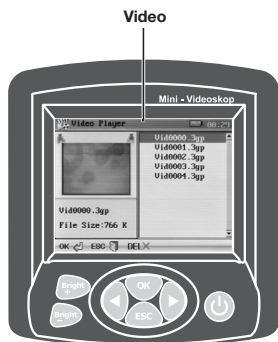 Video
Mini - Videoskop
Video Player 00:29
Vid0000.3gp
Vid0001.3gp
Vid0002.3gp
Vid0003.3gp
Vid0004.3gp
Vid0000.3gp
File Size:766 K
OK ESC DEL
Bright +
OK
Bright -
ESC